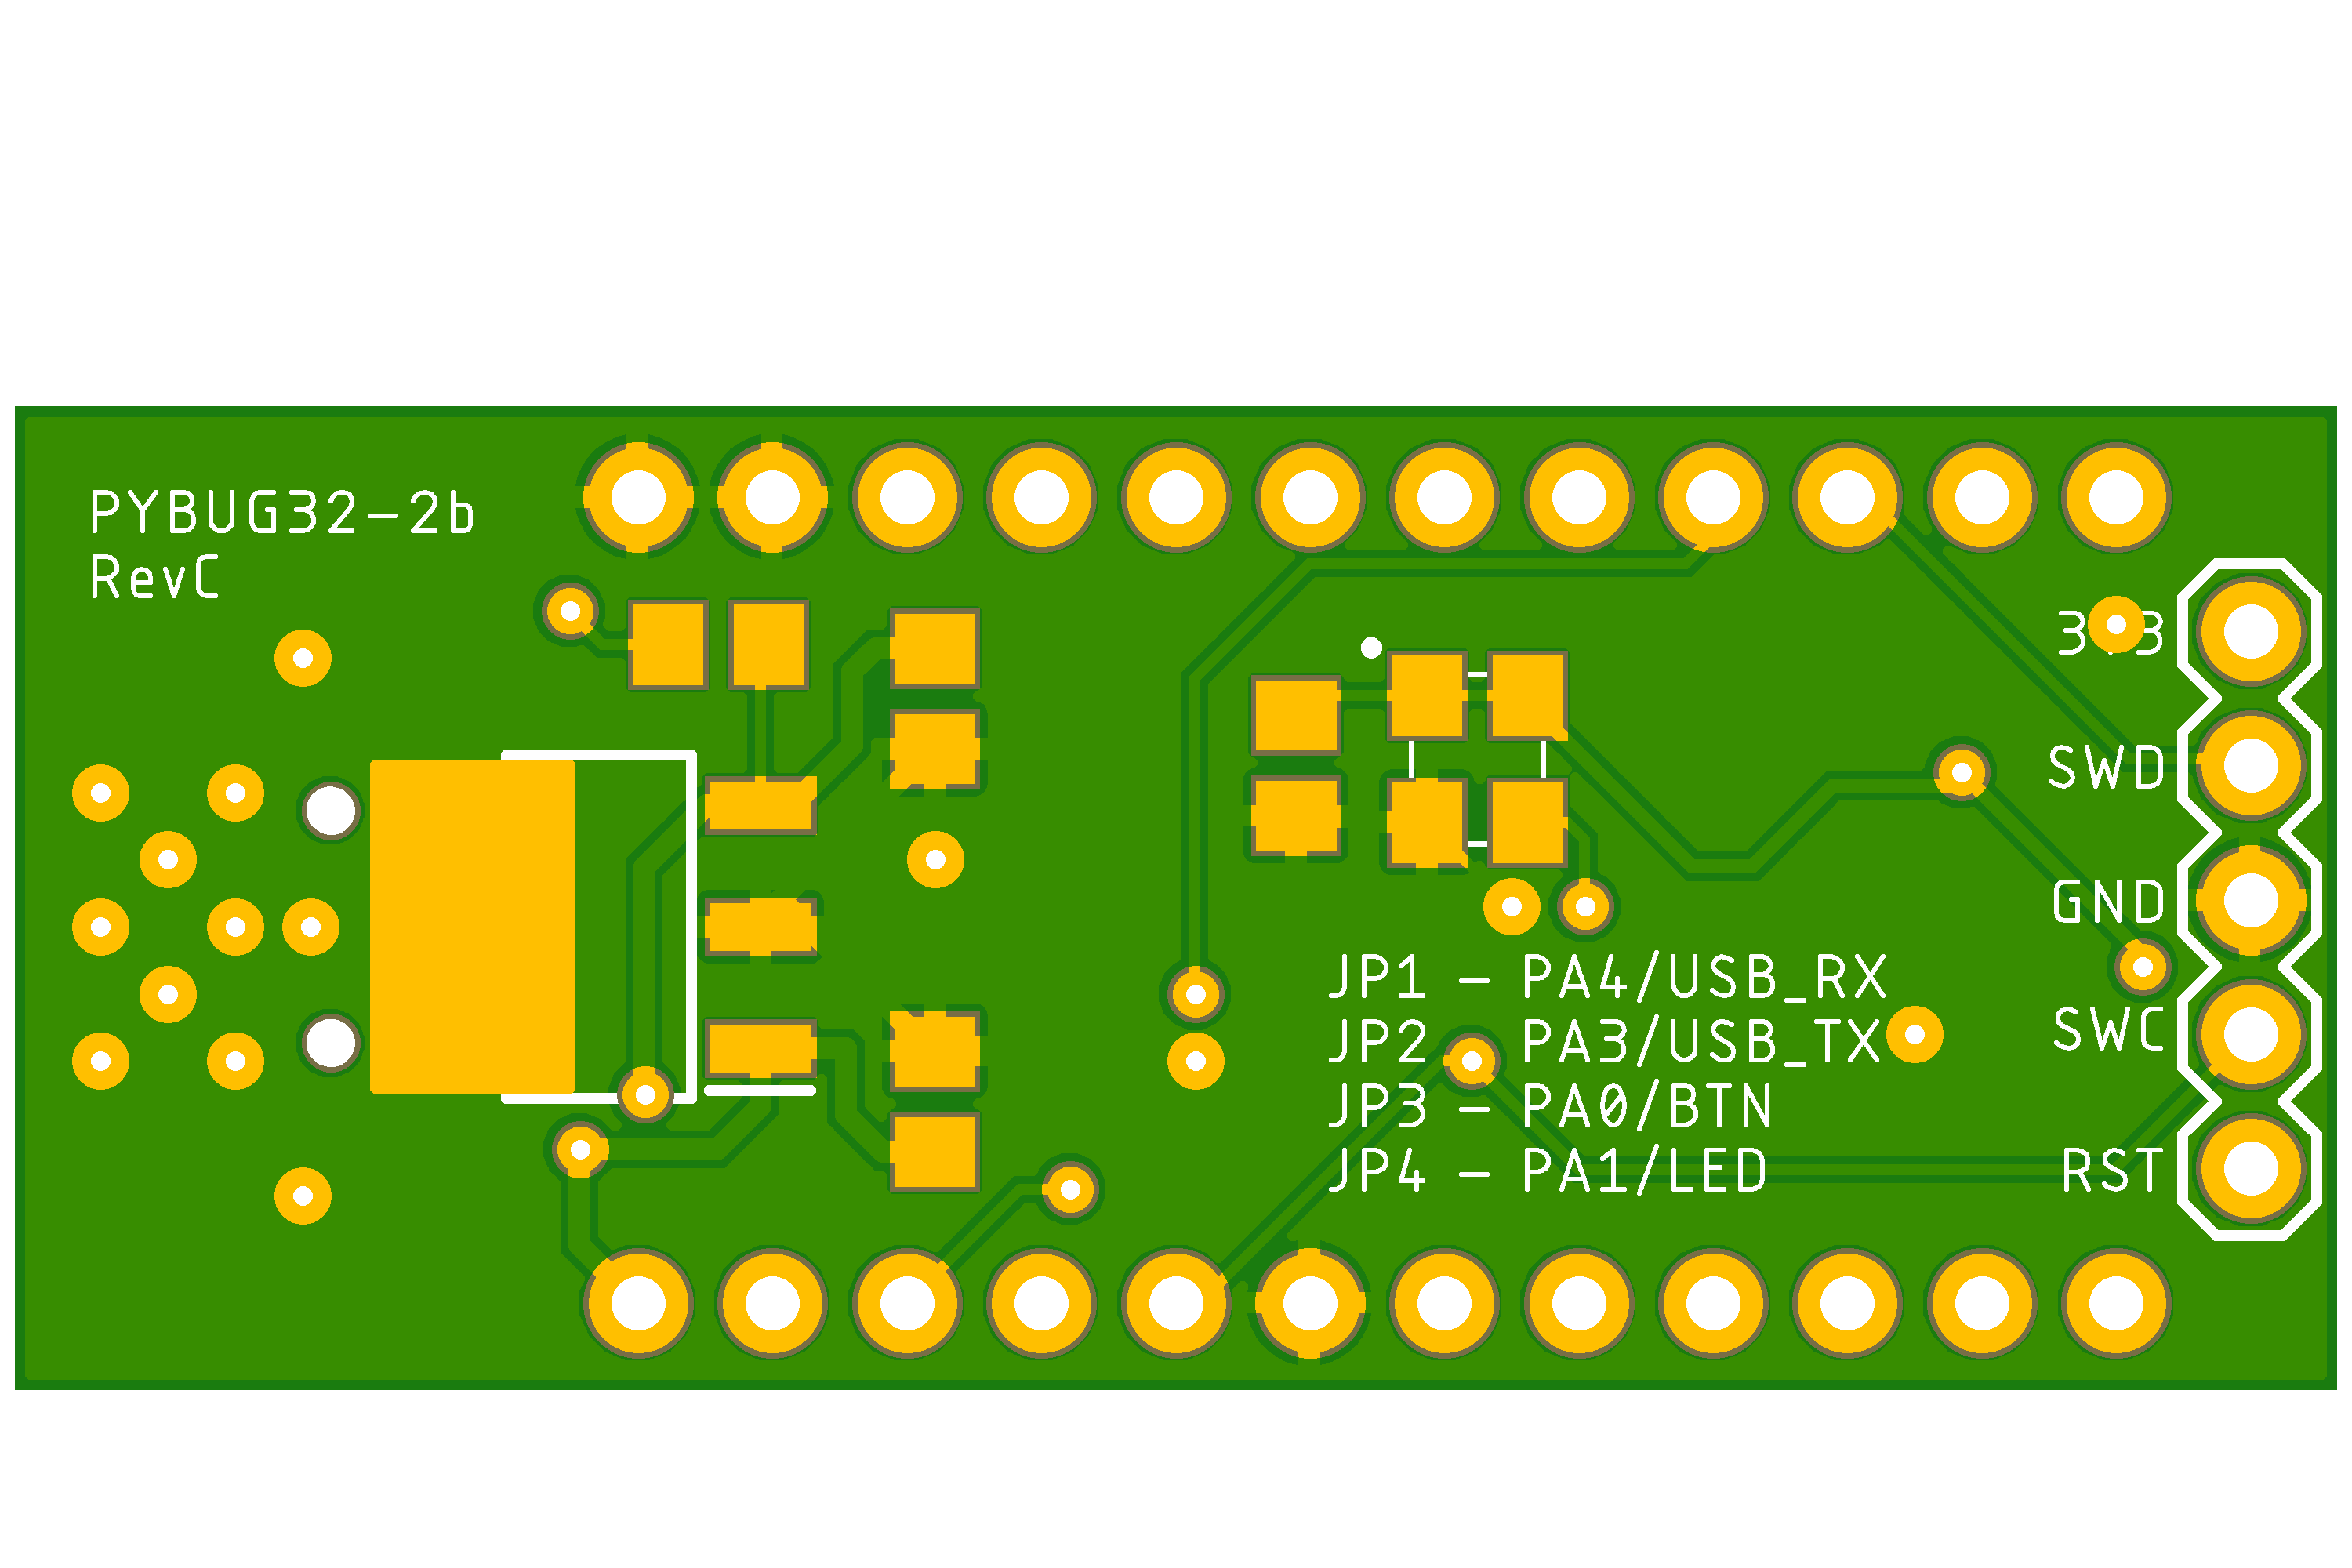 PYBUG32-2b
RevC
SWD
GND
JP1 - PA4/USB_RX
JP2 - PA3/USB_TX
SWC
JP3 - PA0/BTN
JP4 - PA1/LED
RST